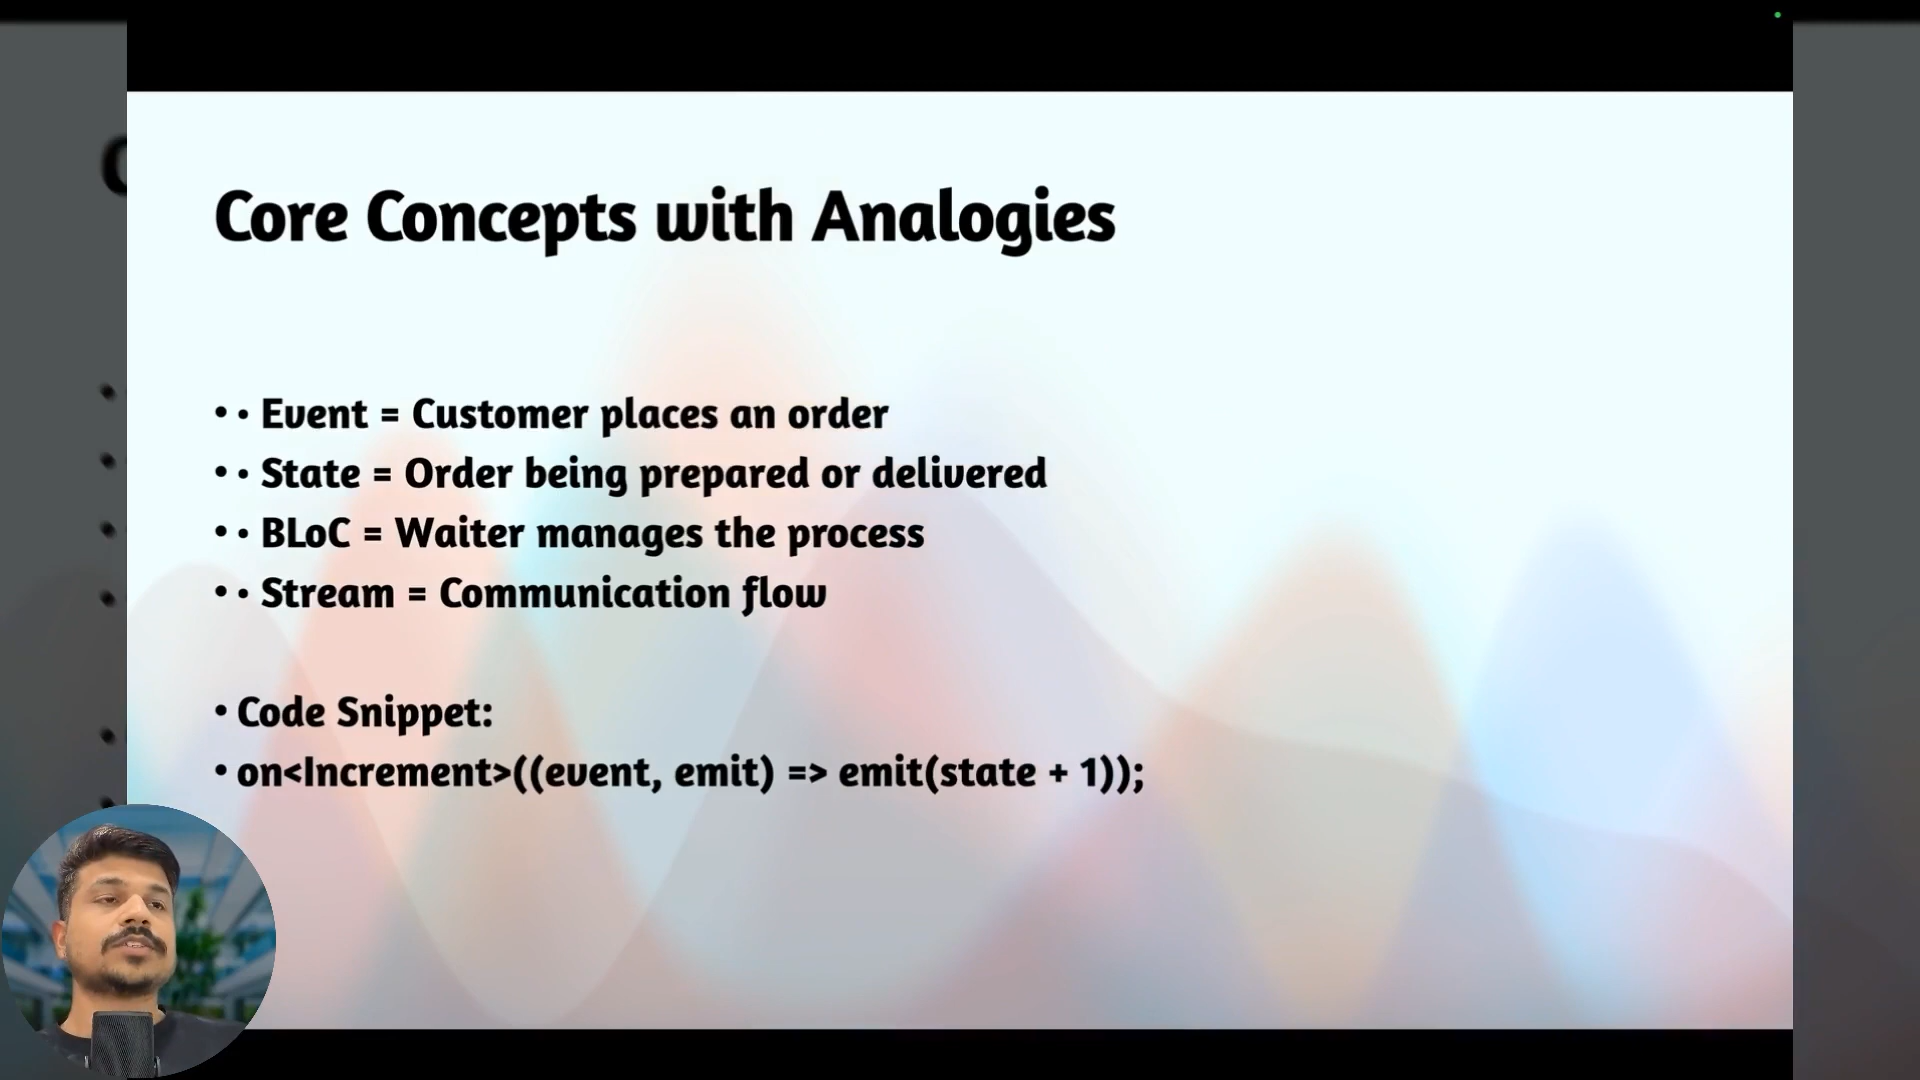 Core Concepts with Analogies
• • Event = Customer places an order
• • State = Order being prepared or delivered
• • BLoC = Waiter manages the process
• • Stream = Communication flow
• Code Snippet:
• on<Increment>((event, emit) => emit(state + 1));